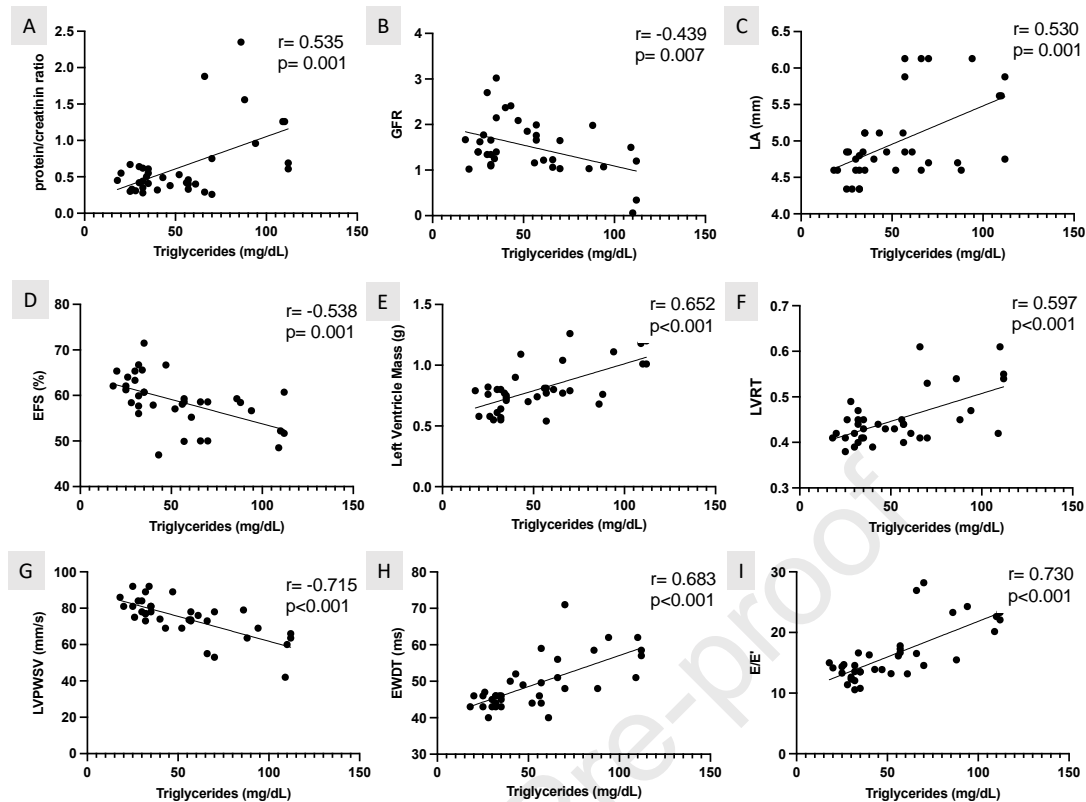 A
r= 0.535
p= 0.001
protein/creatinin ratio
2.5
2.0
1.5
1.0
0.5
0.0
0 50 100 150
Triglycerides (mg/dL)
B
r= -0.439
p= 0.007
GFR
4
3
2
1
0
0 50 100 150
Triglycerides (mg/dL)
C
r= 0.530
p= 0.001
LA (mm)
6.5
6.0
5.5
5.0
4.5
4.0
0 50 100 150
Triglycerides (mg/dL)
D
r= -0.538
p= 0.001
EFS (%)
80
70
60
50
40
0 50 100 150
Triglycerides (mg/dL)
E
r= 0.652
p<0.001
Left Ventricle Mass (g)
1.5
1.0
0.5
0.0
0 50 100 150
Triglycerides (mg/dL)
F
r= 0.597
p<0.001
LVRT
0.7
0.6
0.5
0.4
0.3
0 50 100 150
Triglycerides (mg/dL)
G
r= -0.715
p<0.001
LVPWSV (mm/s)
100
80
60
40
20
0
0 50 100 150
Triglycerides (mg/dL)
H
r= 0.683
p<0.001
EWDT (ms)
80
70
60
50
40
30
0 50 100 150
Triglycerides (mg/dL)
I
r= 0.730
p<0.001
E/E'
30
20
10
0
0 50 100 150
Triglycerides (mg/dL)
re-proof